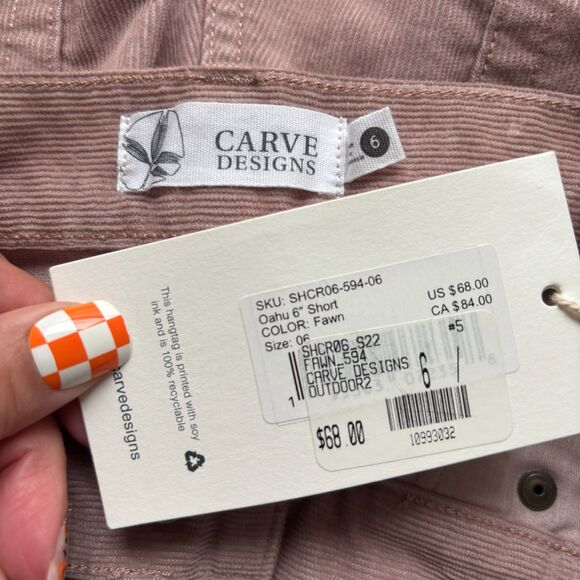 CARVE
DESIGNS
6
SKU: SHCR06-594-06
Oahu 6" Short
COLOR: Fawn
Size: 06
US $68.00
CA $84.00
#5
SHCR06 S22
FAWN 594
CARVE DESIGNS
OUTDOOR2
6 /
$68.00
10993032
This hangtag is printed with soy
ink and is 100% recyclable
carvedesigns